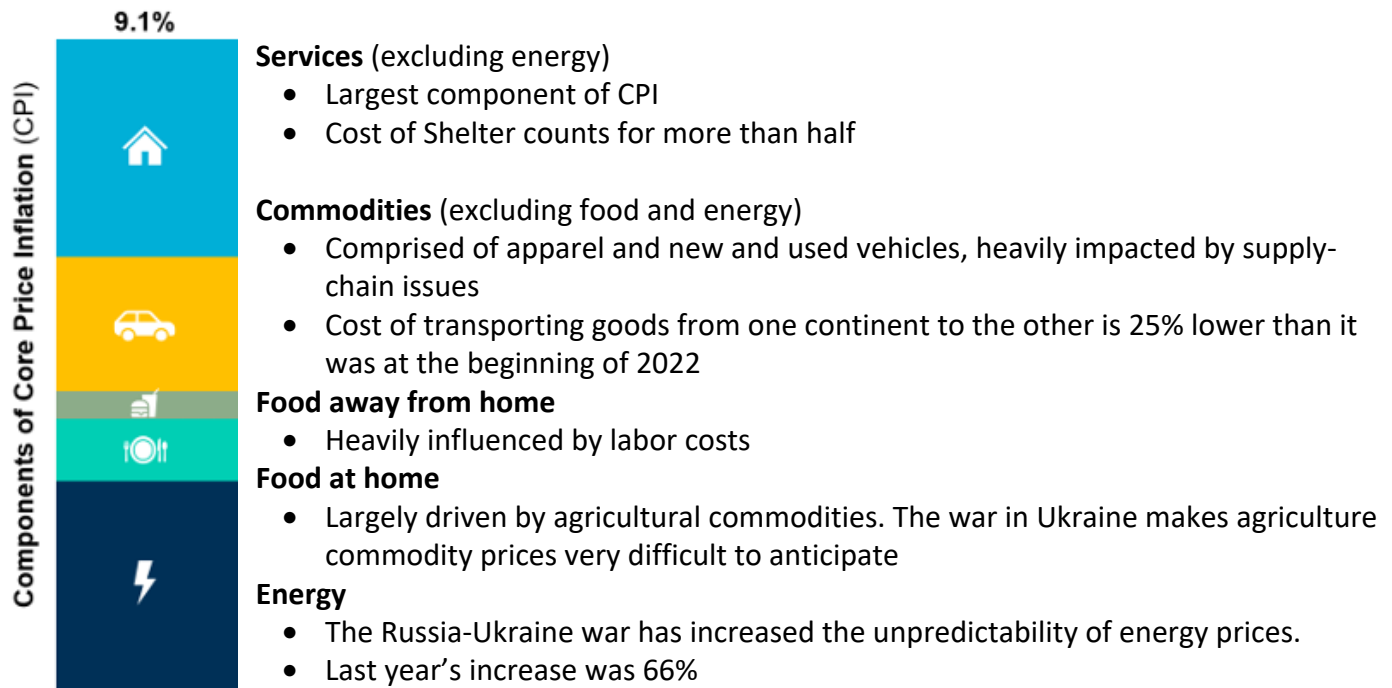 9.1%
Components of Core Price Inflation (CPI)
Services (excluding energy)
• Largest component of CPI
• Cost of Shelter counts for more than half
Commodities (excluding food and energy)
• Comprised of apparel and new and used vehicles, heavily impacted by supply-
chain issues
• Cost of transporting goods from one continent to the other is 25% lower than it
was at the beginning of 2022
Food away from home
• Heavily influenced by labor costs
Food at home
• Largely driven by agricultural commodities. The war in Ukraine makes agriculture
commodity prices very difficult to anticipate
Energy
• The Russia-Ukraine war has increased the unpredictability of energy prices.
• Last year's increase was 66%